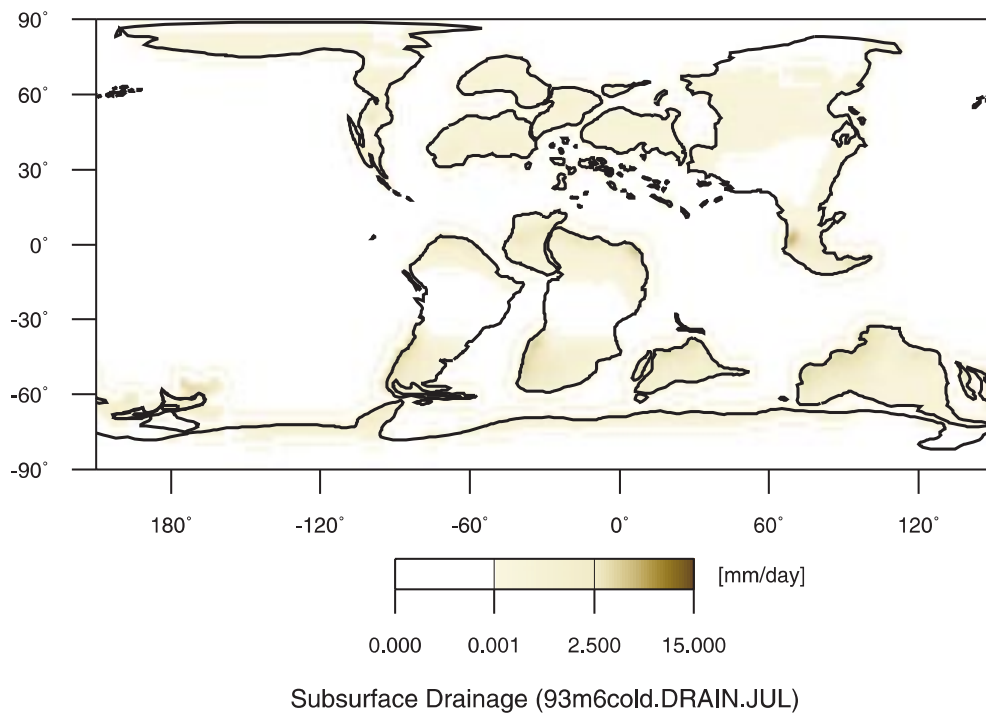 90˚
60˚
30˚
0˚
-30˚
-60˚
-90˚
180˚ -120˚ -60˚ 0˚ 60˚ 120˚
[mm/day]
0.000 0.001 2.500 15.000
Subsurface Drainage (93m6cold.DRAIN.JUL)